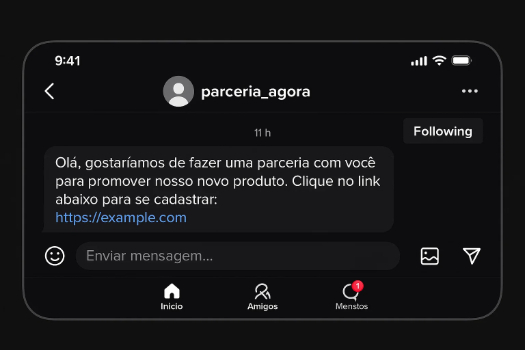 9:41
parceria_agora
11 h
Following
Olá, gostaríamos de fazer uma parceria com você
para promover nosso novo produto. Clique no link
abaixo para se cadastrar:
https://example.com
Enviar mensagem...
Início
Amigos
1
Menstos